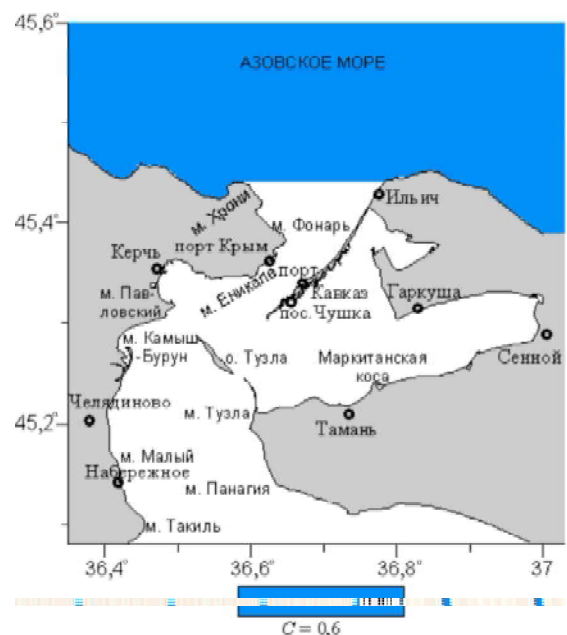 45,6°
АЗОВСКОЕ МОРЕ
45,4°
м. Хрони
Ильич
м. Фонарь
порт Крым
Керчь
порт
Кавказ
м. Еникале
м. Пав-
ловский
Гаркуша
пос. Чушка
м. Камыш
-Бурун
о. Тузла
Маркитанская
коса
Сенной
Челядиново
45,2°
м. Тузла
Тамань
м. Малый
Набережное
м. Панагия
м. Такиль
36,4°
36,6°
36,8°
37
C = 0.6